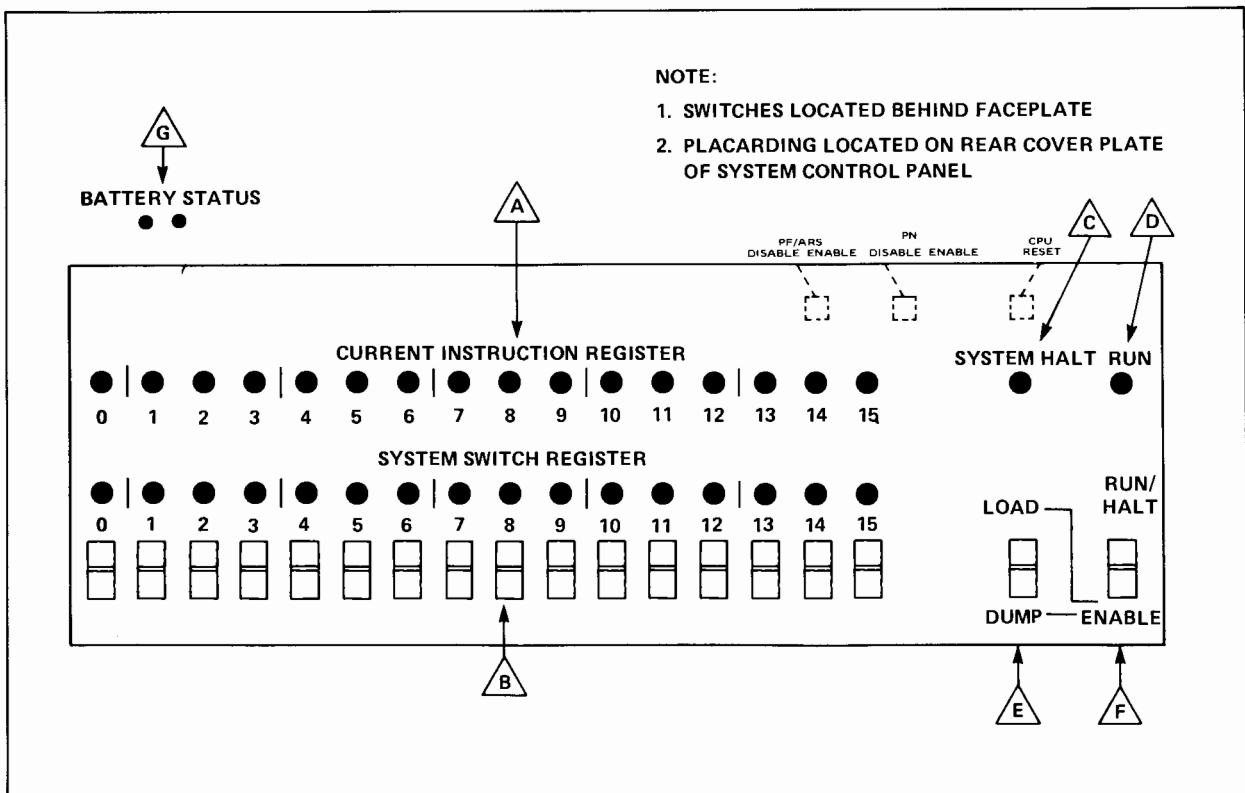 NOTE:
1. SWITCHES LOCATED BEHIND FACEPLATE
2. PLACARDING LOCATED ON REAR COVER PLATE
OF SYSTEM CONTROL PANEL
G
BATTERY STATUS
A
C
D
PF/ARS
DISABLE ENABLE
PN
DISABLE ENABLE
CPU
RESET
CURRENT INSTRUCTION REGISTER
SYSTEM HALT RUN
0 1 2 3 4 5 6 7 8 9 10 11 12 13 14 15
SYSTEM SWITCH REGISTER
0 1 2 3 4 5 6 7 8 9 10 11 12 13 14 15
LOAD
RUN/
HALT
DUMP ENABLE
B
E
F